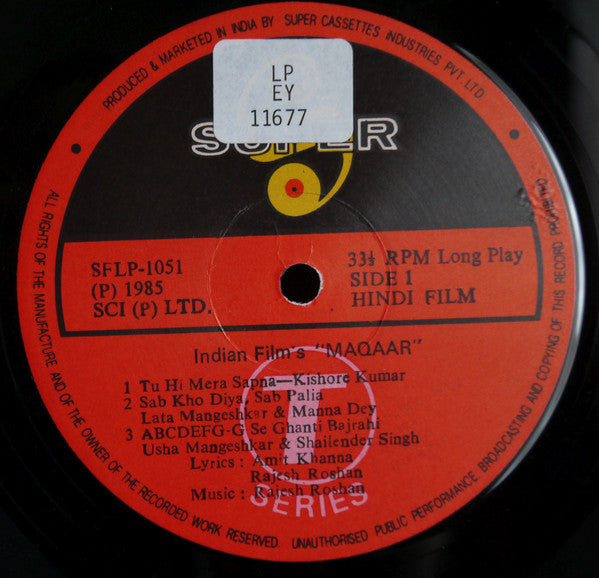 PRODUCED & MARKETED IN INDIA BY SUPER CASSETTES INDUSTRIES PVT. LTD.
LP
EY
11677
SUPER
SFLP-1051
(P) 1985
SCI (P) LTD.
33⅓ RPM Long Play
SIDE 1
HINDI FILM
Indian Film's "MAQAAR"
1 Tu Hi Mera Sapna—Kishore Kumar
2 Sab Kho Diya, Sab Palia
Lata Mangeshkar & Manna Dey
3 ABCDEFG-G Se Ghanti Bajrahi
Usha Mangeshkar & Shailender Singh
Lyrics : Amit Khanna
Rajesh Roshan
Music : Rajesh Roshan
T
SERIES
ALL RIGHTS OF THE MANUFACTURE AND OF THE OWNER OF THE RECORDED WORK RESERVED. UNAUTHORISED PUBLIC PERFORMANCE BROADCASTING AND COPYING OF THIS RECORD PROHIBITED